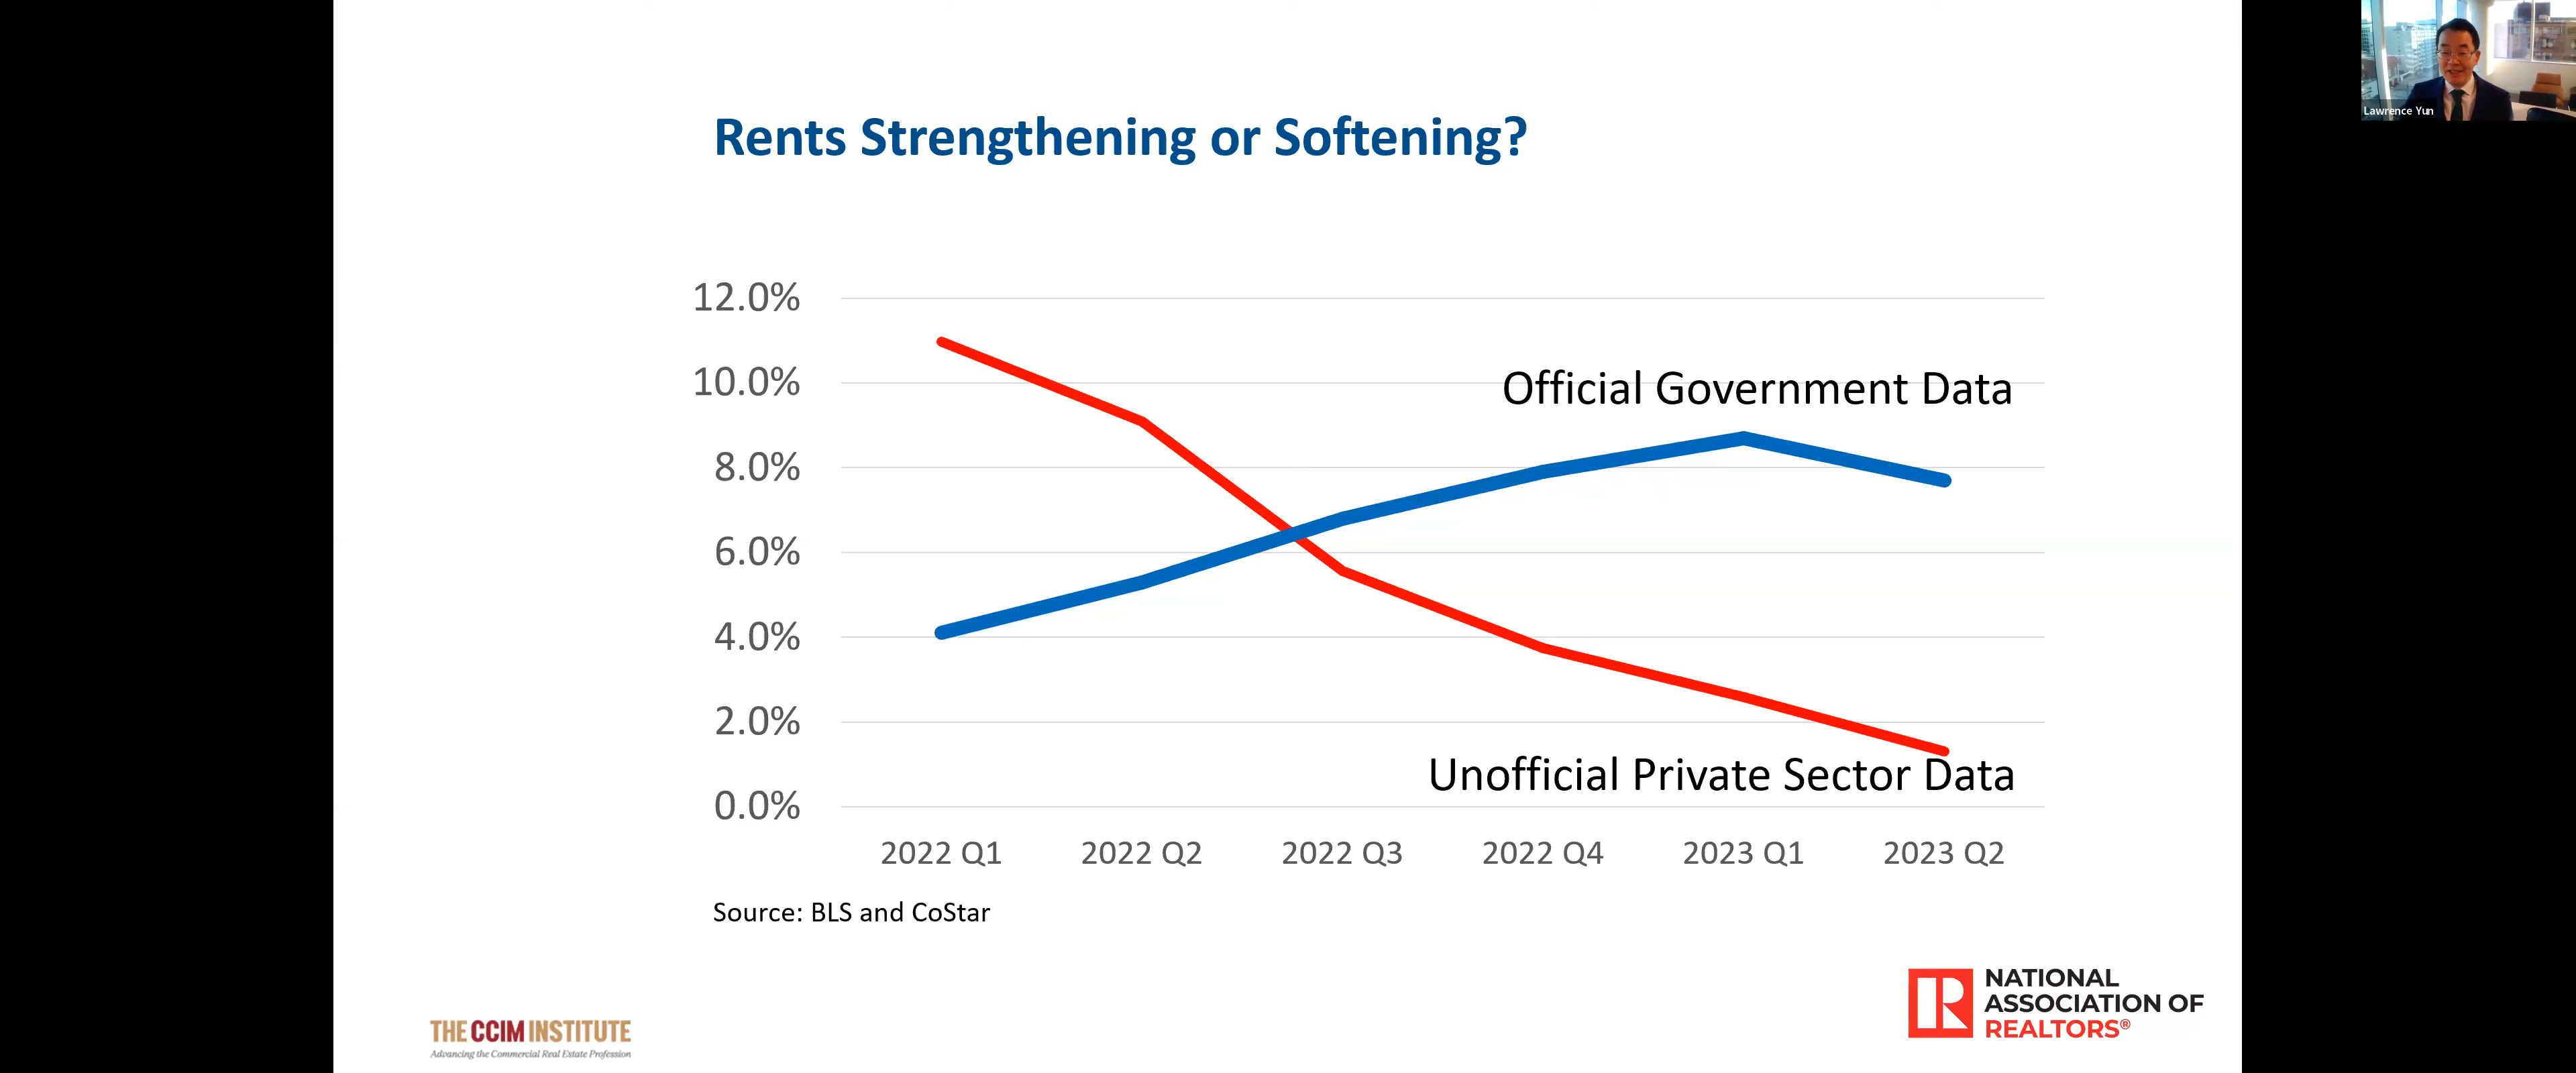 Lawrence Yun
Rents Strengthening or Softening?
12.0%
10.0%
8.0%
6.0%
4.0%
2.0%
0.0%
Official Government Data
Unofficial Private Sector Data
2022 Q1 2022 Q2 2022 Q3 2022 Q4 2023 Q1 2023 Q2
Source: BLS and CoStar
THE CCIM INSTITUTE
Advancing the Commercial Real Estate Profession
NATIONAL
ASSOCIATION OF
REALTORS®